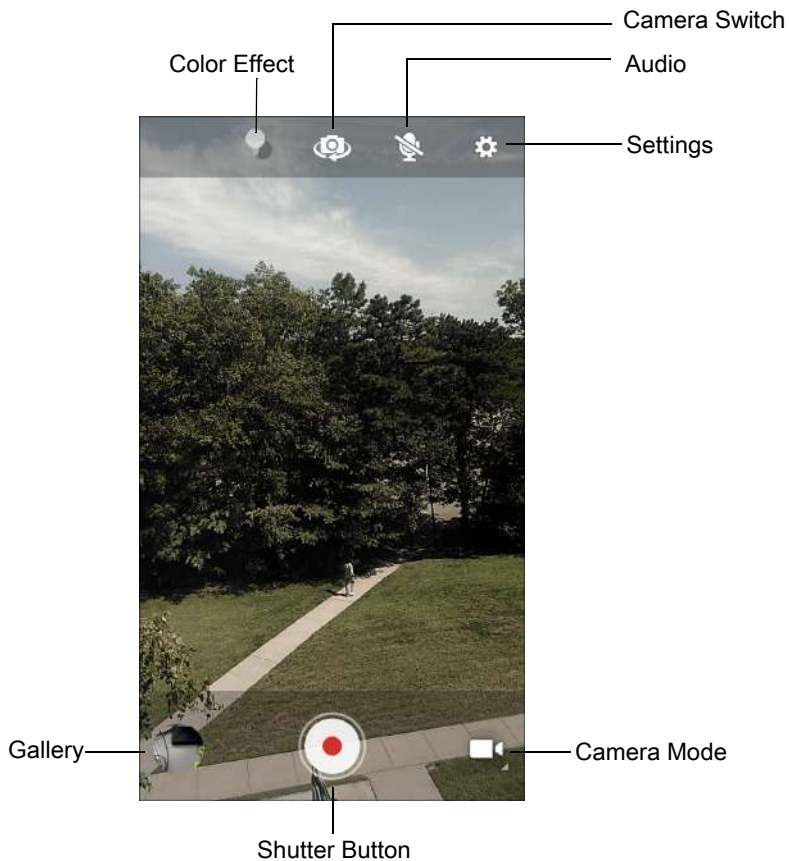 Camera Switch
Color Effect
Audio
Settings
Gallery
Camera Mode
Shutter Button